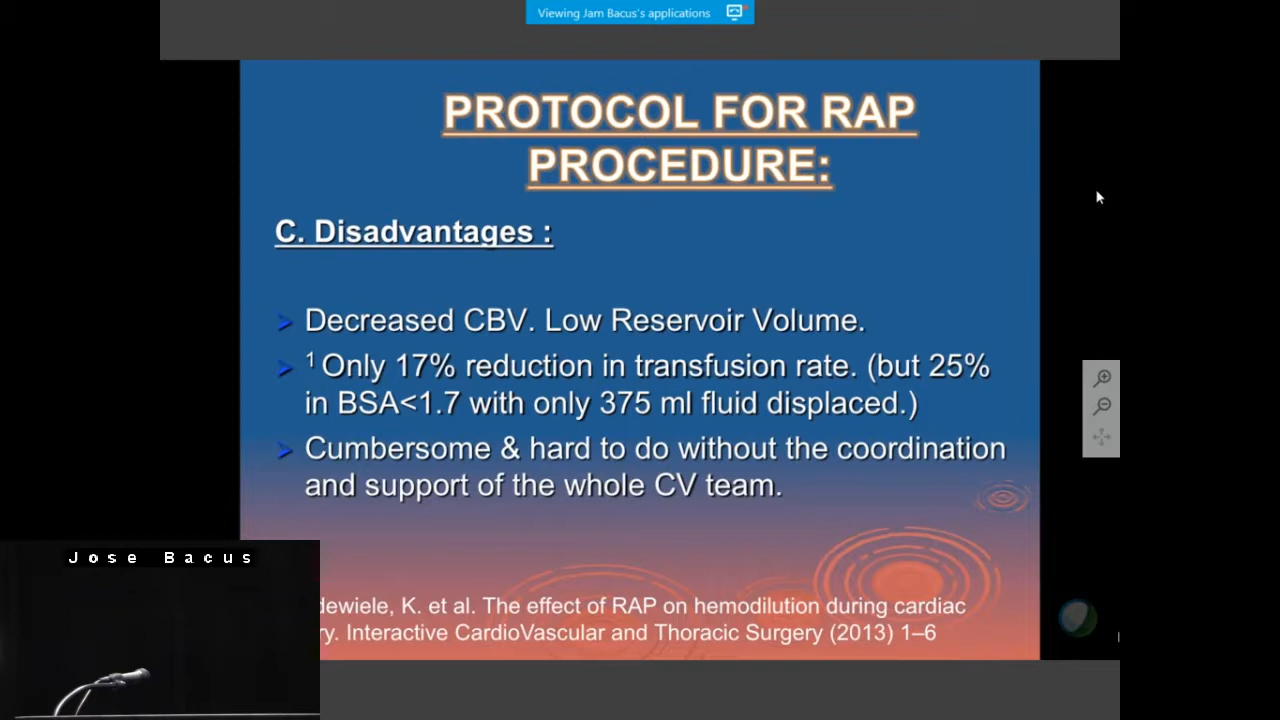 Viewing Jam Bacus's applications
PROTOCOL FOR RAP
PROCEDURE:
C. Disadvantages :
➤ Decreased CBV. Low Reservoir Volume.
➤ ¹ Only 17% reduction in transfusion rate. (but 25%
in BSA<1.7 with only 375 ml fluid displaced.)
➤ Cumbersome & hard to do without the coordination
and support of the whole CV team.
Jose Bacus
dewiele, K. et al. The effect of RAP on hemodilution during cardiac
ry. Interactive CardioVascular and Thoracic Surgery (2013) 1–6